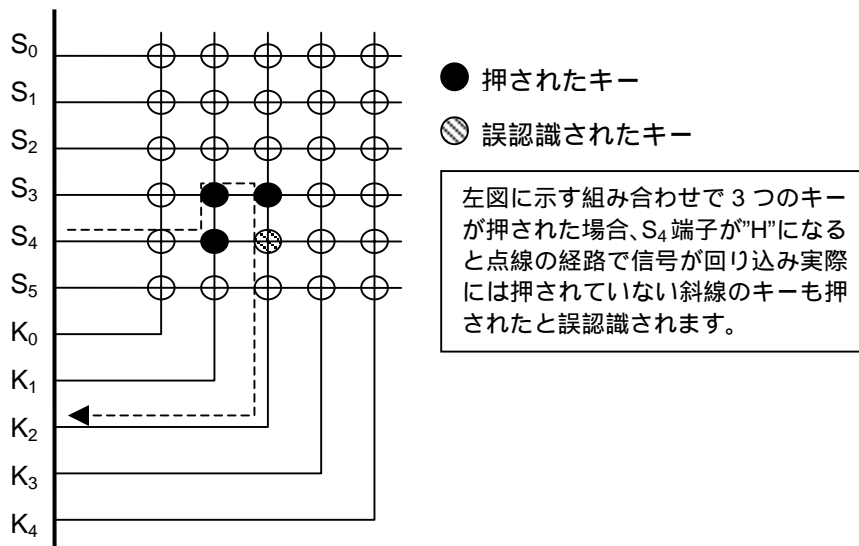 S0
S1
S2
S3
S4
S5
K0
K1
K2
K3
K4
押されたキー
誤認識されたキー
左図に示す組み合わせで 3 つのキー
が押された場合、S4 端子が"H"になる
と点線の経路で信号が回り込み実際
には押されていない斜線のキーも押
されたと誤認識されます。